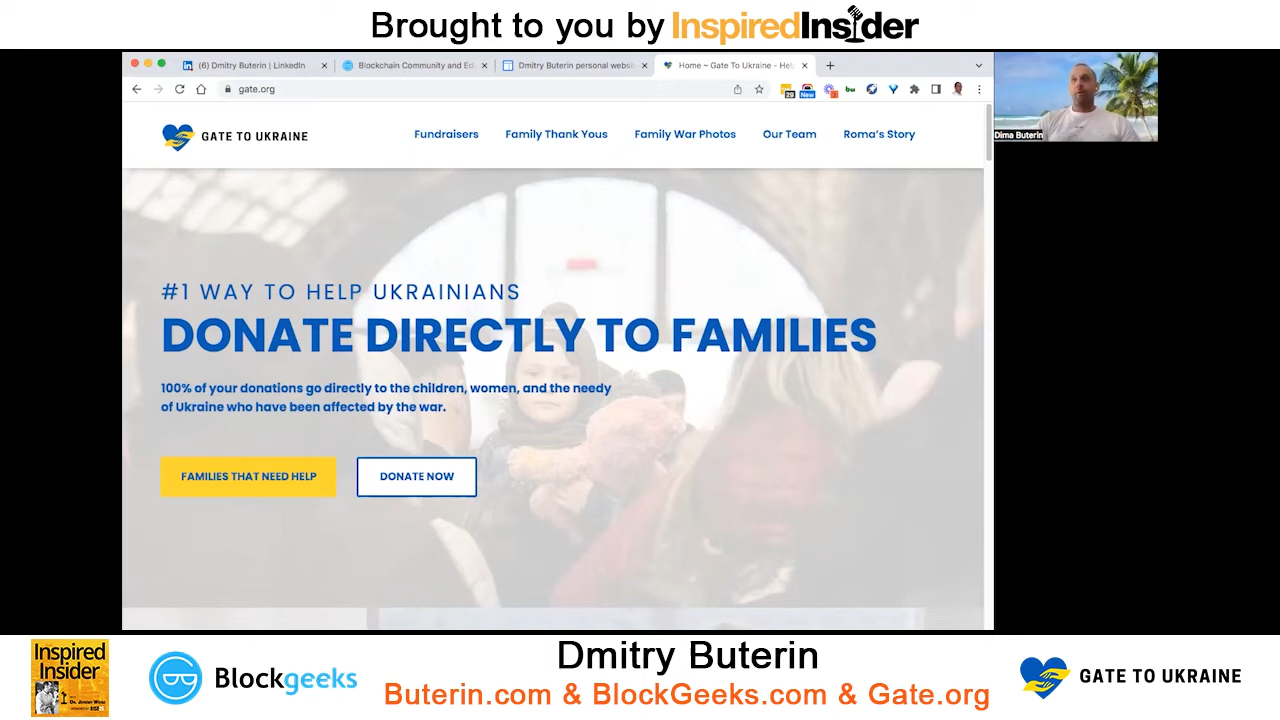 Brought to you by InspiredInsider
(6) Dmitry Buterin | LinkedIn
Blockchain Community and Ed
Dmitry Buterin personal websi
Home ~ Gate To Ukraine - Hel
gate.org
29
New
GATE TO UKRAINE
Fundraisers
Family Thank Yous
Family War Photos
Our Team
Roma's Story
Dima Buterin
#1 WAY TO HELP UKRAINIANS
DONATE DIRECTLY TO FAMILIES
100% of your donations go directly to the children, women, and the needy
of Ukraine who have been affected by the war.
FAMILIES THAT NEED HELP
DONATE NOW
Inspired
Insider
Blockgeeks
Dmitry Buterin
Buterin.com & BlockGeeks.com & Gate.org
GATE TO UKRAINE